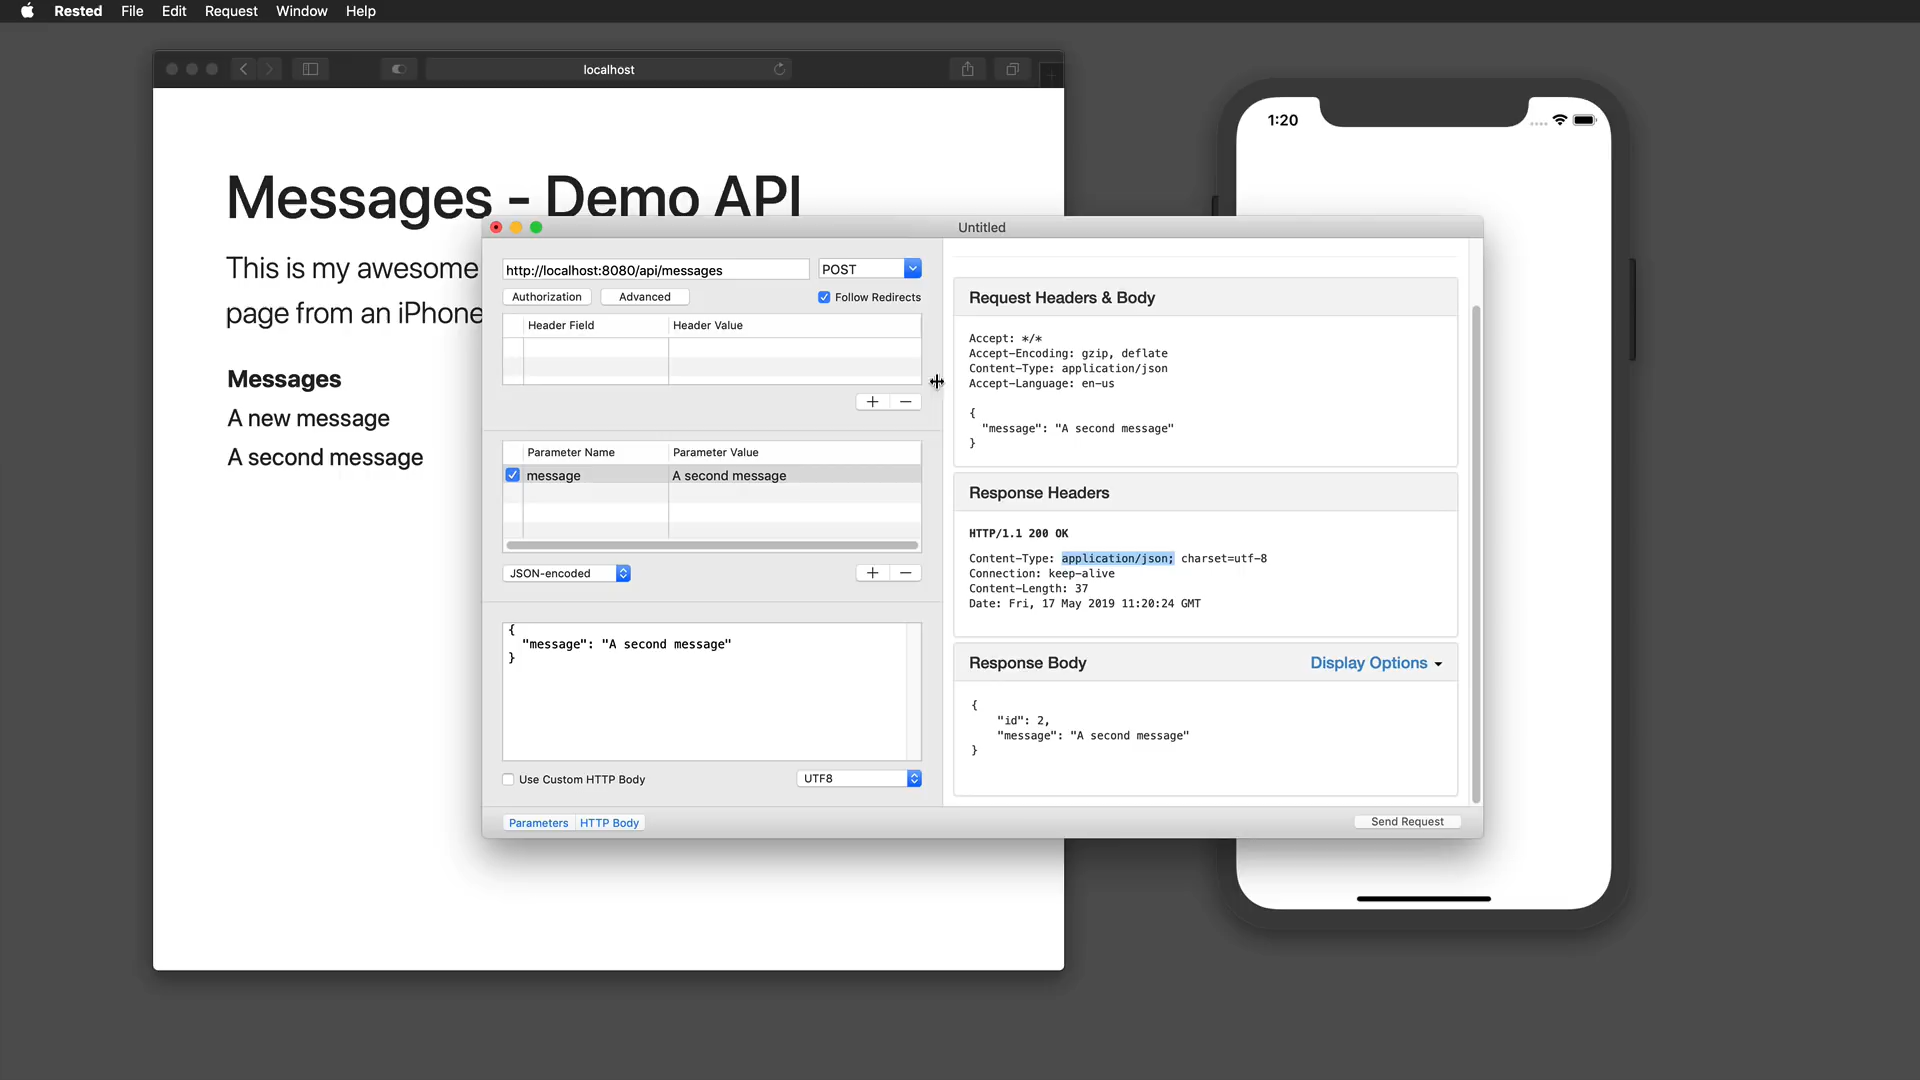 Rested File Edit Request Window Help
localhost
Messages - Demo API
This is my awesome
page from an iPhone
Messages
A new message
A second message
Untitled
http://localhost:8080/api/messages POST
Authorization Advanced Follow Redirects
Header Field Header Value
Parameter Name Parameter Value
message A second message
JSON-encoded
{
"message": "A second message"
}
Use Custom HTTP Body UTF8
Parameters HTTP Body
Request Headers & Body
Accept: */*
Accept-Encoding: gzip, deflate
Content-Type: application/json
Accept-Language: en-us
{
"message": "A second message"
}
Response Headers
HTTP/1.1 200 OK
Content-Type: application/json; charset=utf-8
Connection: keep-alive
Content-Length: 37
Date: Fri, 17 May 2019 11:20:24 GMT
Response Body Display Options
{
"id": 2,
"message": "A second message"
}
Send Request
1:20